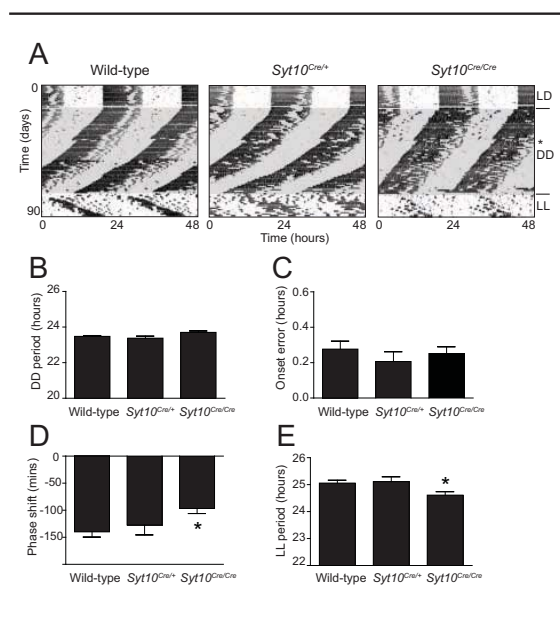 A
Wild-type
Syt10Cre/+
Syt10Cre/Cre
0
90
Time (days)
LD
*
DD
LL
0 24 48 0 24 48 0 24 48
Time (hours)
B
DD period (hours)
26
24
22
20
Wild-type Syt10Cre/+ Syt10Cre/Cre
C
Onset error (hours)
0.6
0.4
0.2
0.0
Wild-type Syt10Cre/+ Syt10Cre/Cre
D
Phase shift (mins)
0
-50
-100
-150
*
Wild-type Syt10Cre/+ Syt10Cre/Cre
E
LL period (hours)
26
25
24
23
22
*
Wild-type Syt10Cre/+ Syt10Cre/Cre